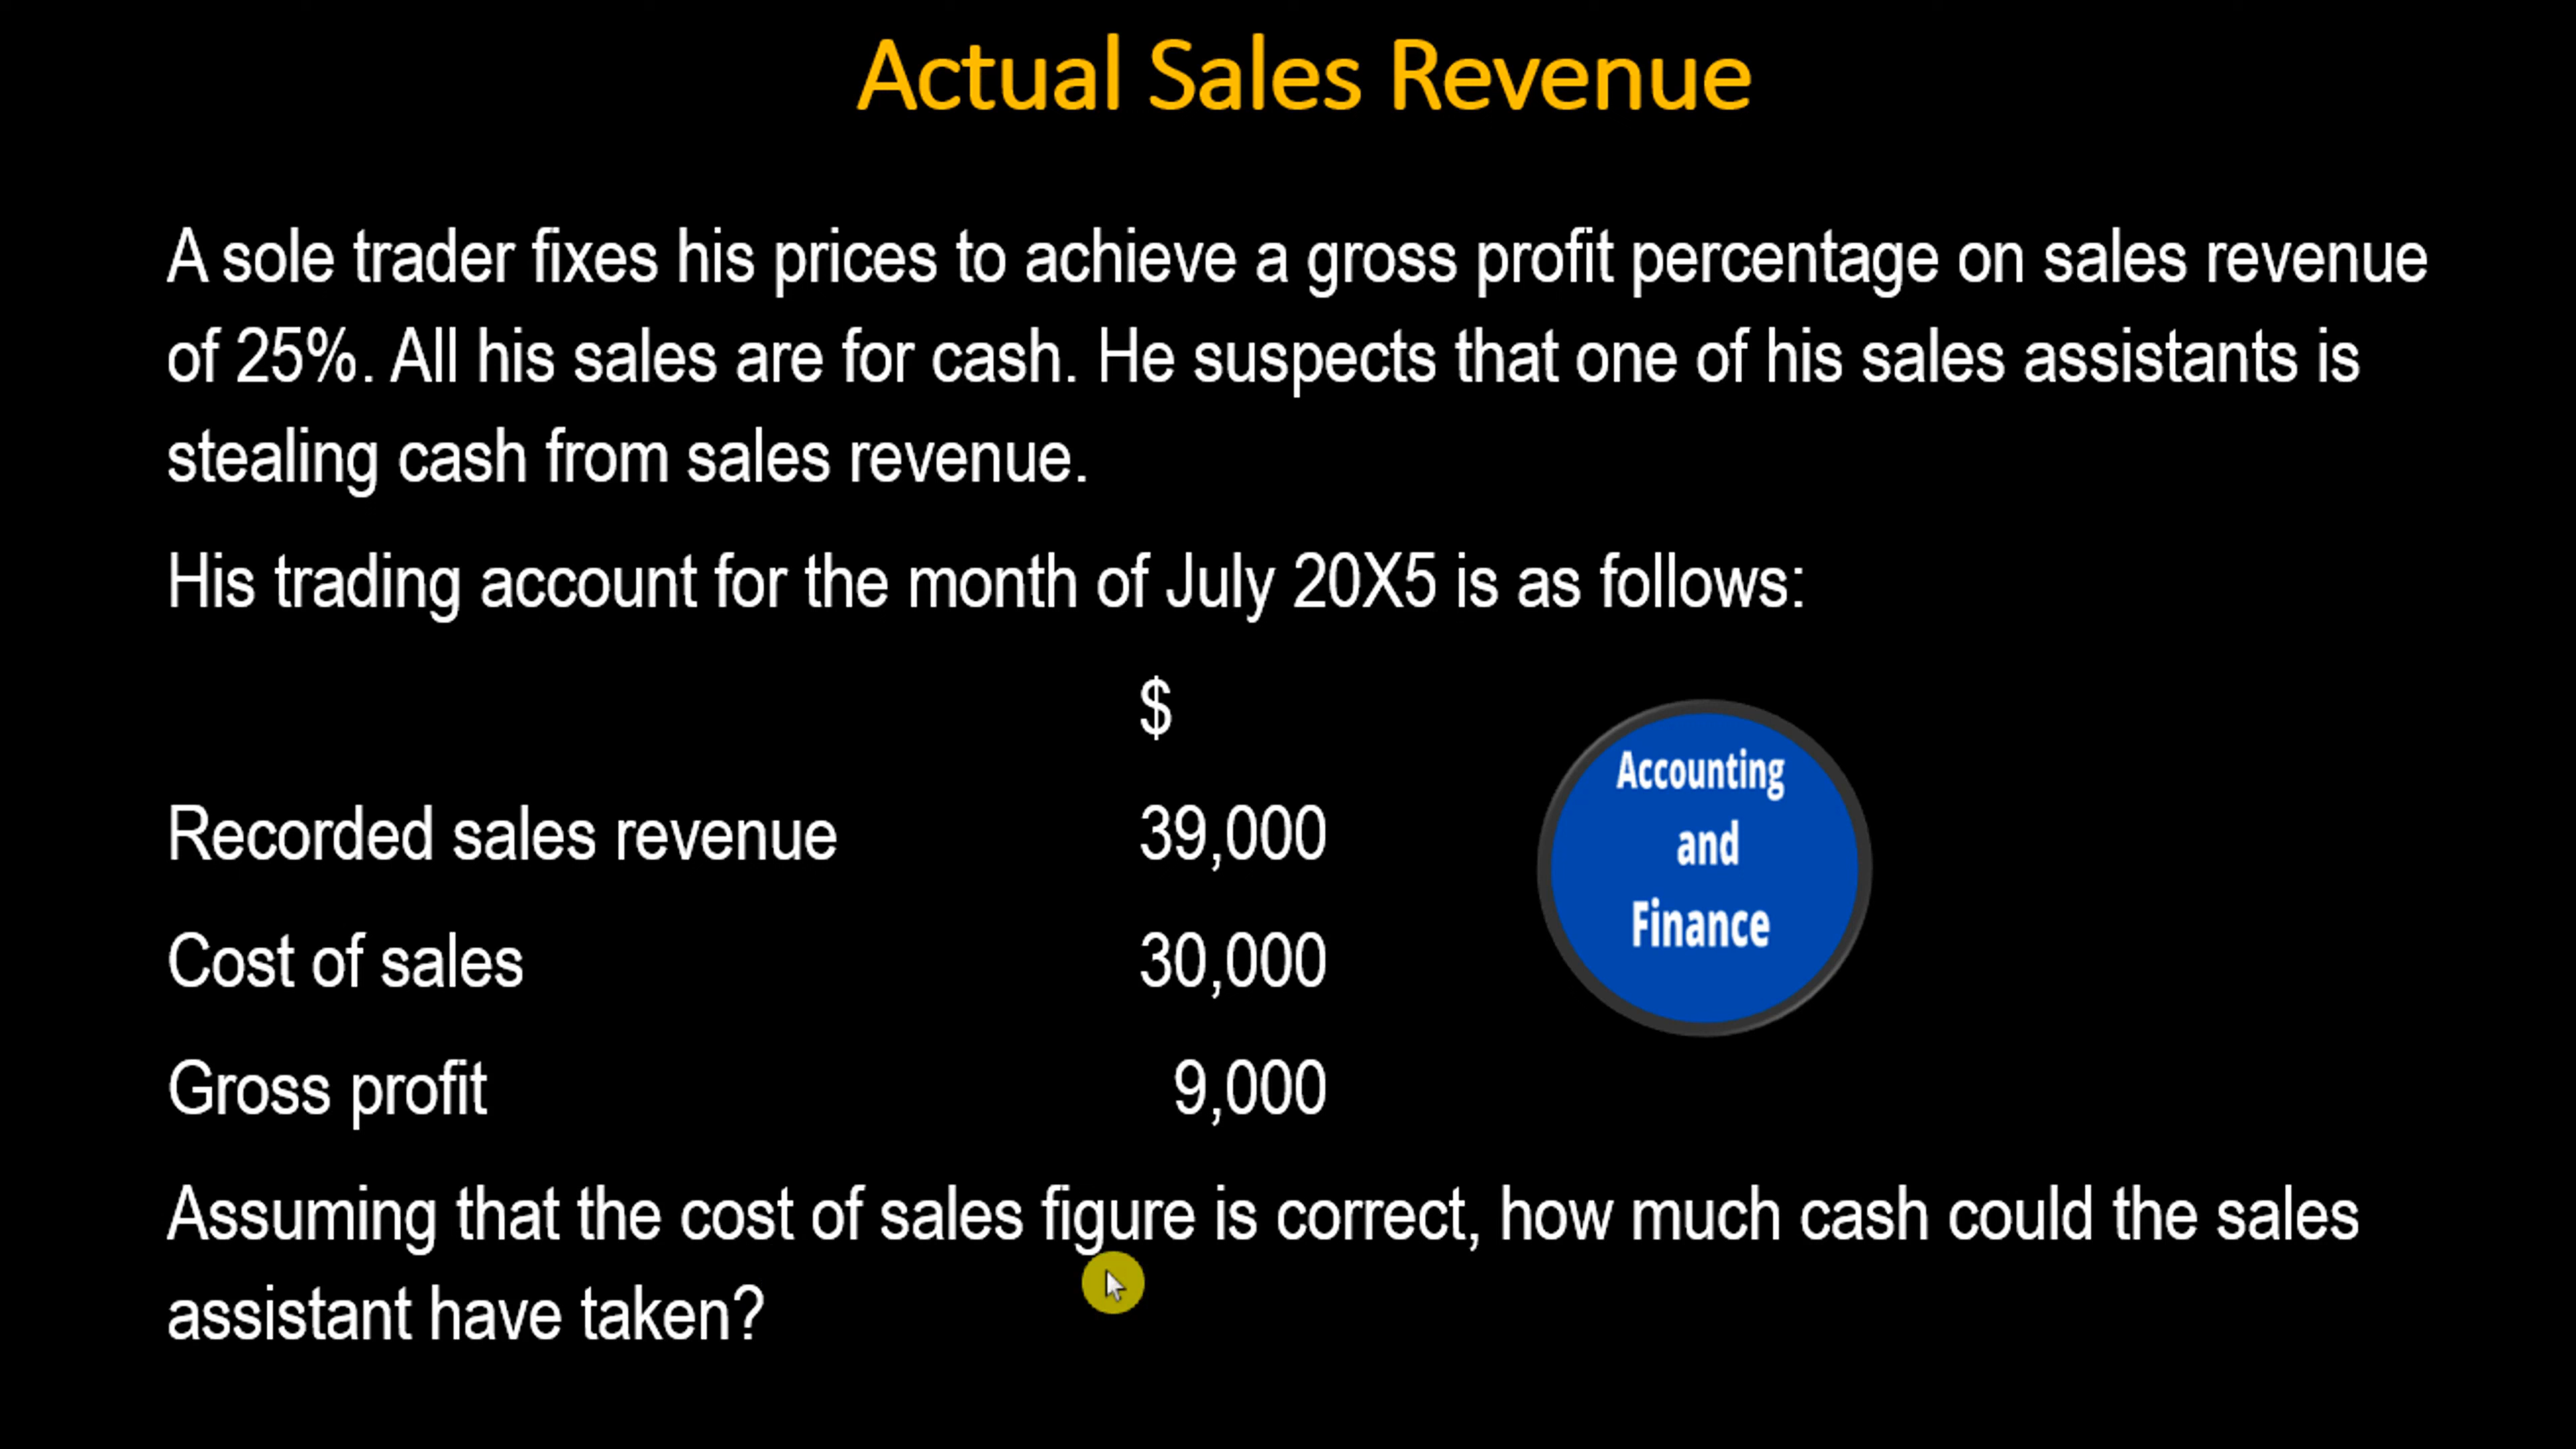 Actual Sales Revenue
A sole trader fixes his prices to achieve a gross profit percentage on sales revenue
of 25%. All his sales are for cash. He suspects that one of his sales assistants is
stealing cash from sales revenue.
His trading account for the month of July 20X5 is as follows:
$
Recorded sales revenue 39,000
Cost of sales 30,000
Gross profit 9,000
Accounting
and
Finance
Assuming that the cost of sales figure is correct, how much cash could the sales
assistant have taken?